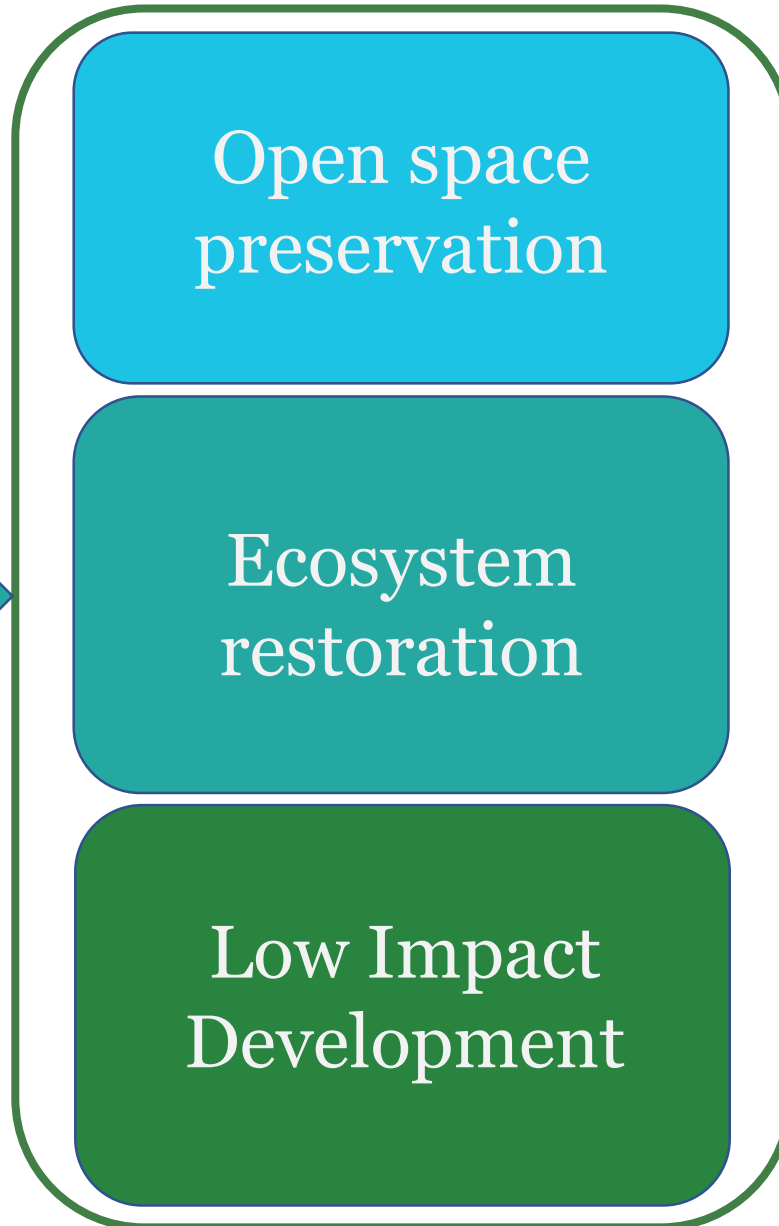 Open space
preservation
Ecosystem
restoration
Low Impact
Development